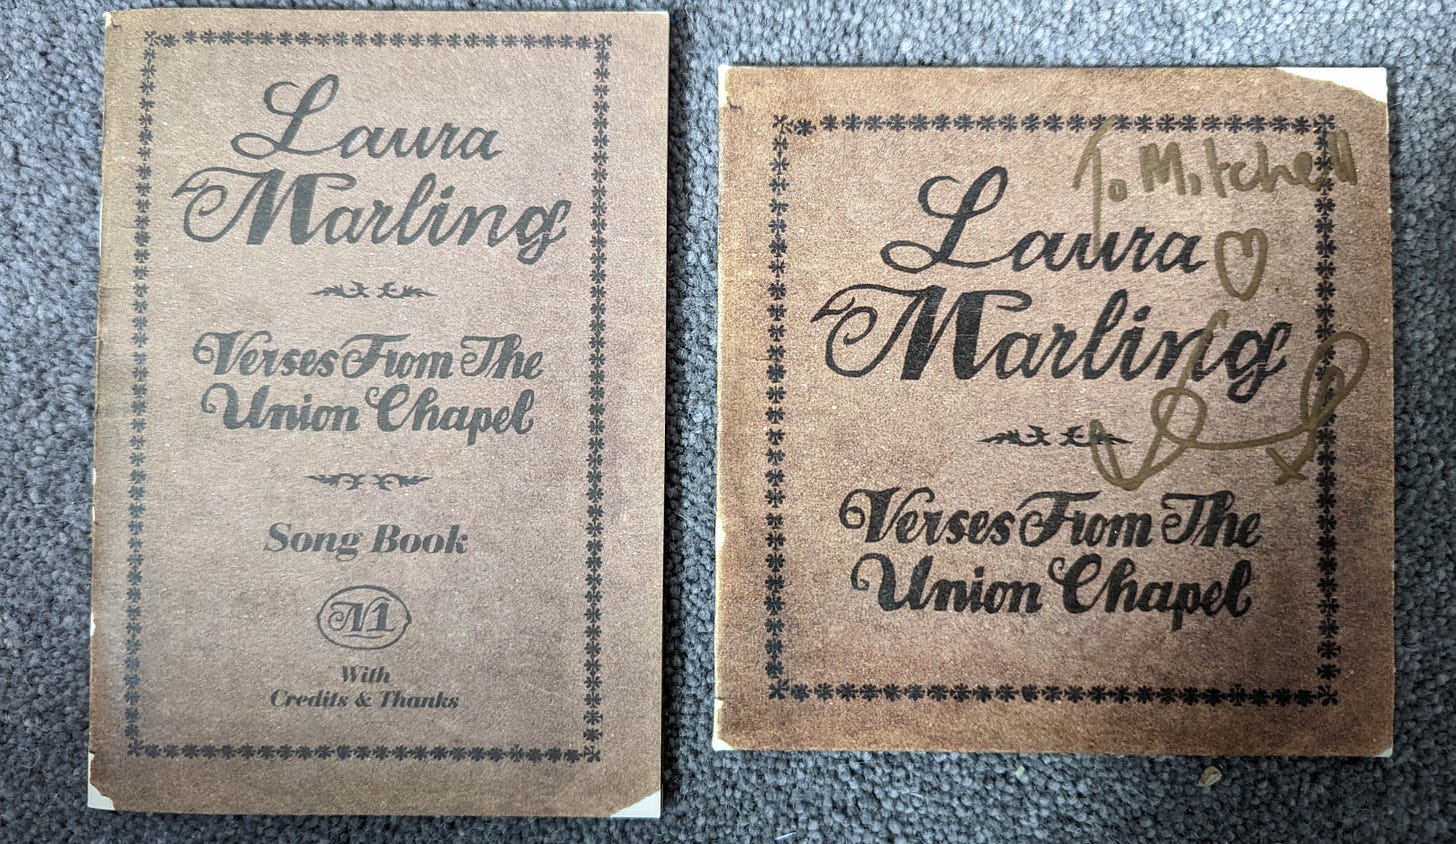 Laura
Marling
Verses From The
Union Chapel
Song Book
N1
With
Credits & Thanks
To Mitchell
Laura
Marling
Verses From The
Union Chapel